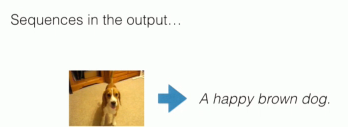 Sequences in the output...
A happy brown dog.